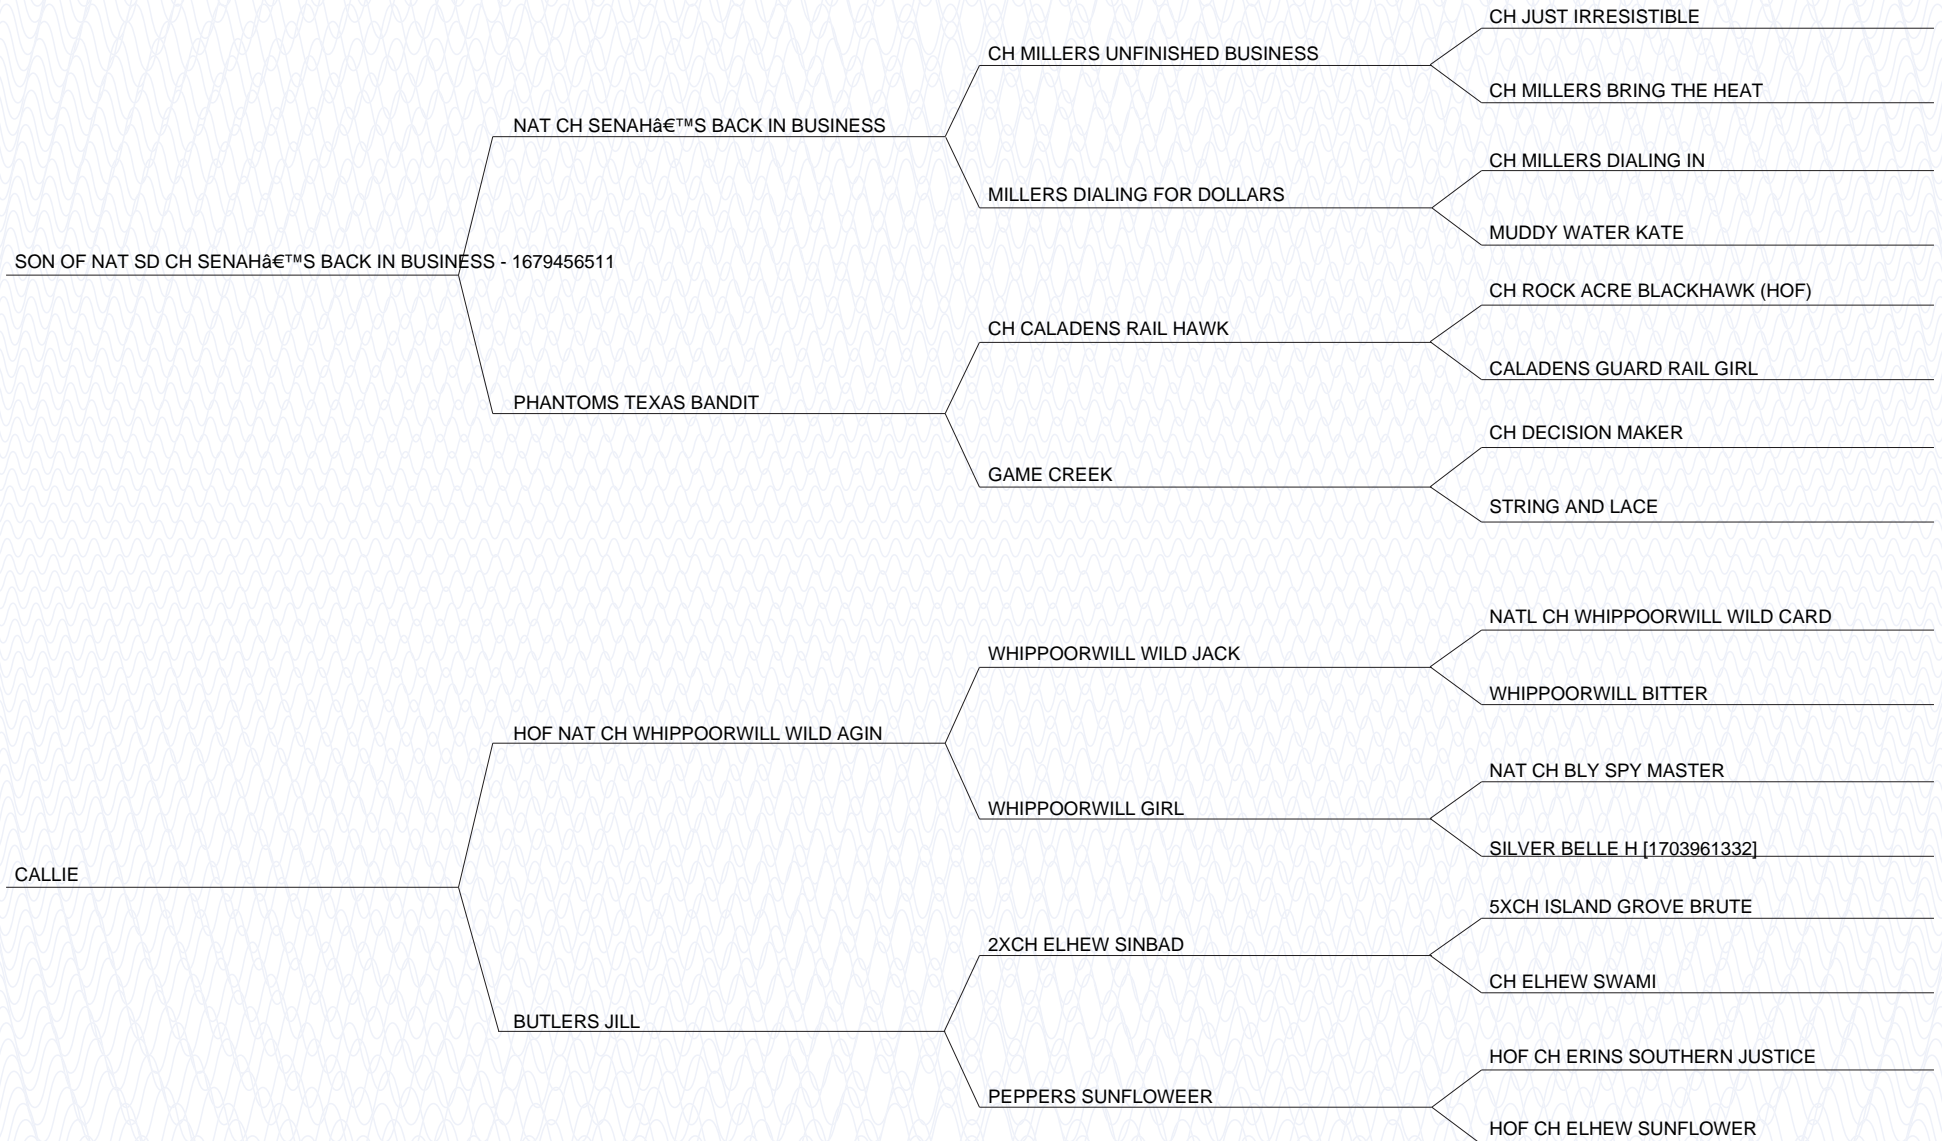 CH JUST IRRESISTIBLE
CH MILLERS UNFINISHED BUSINESS
CH MILLERS BRING THE HEAT
NAT CH SENAHâ€™S BACK IN BUSINESS
CH MILLERS DIALING IN
MILLERS DIALING FOR DOLLARS
MUDDY WATER KATE
SON OF NAT SD CH SENAHâ€™S BACK IN BUSINESS - 1679456511
CH ROCK ACRE BLACKHAWK (HOF)
CH CALADENS RAIL HAWK
CALADENS GUARD RAIL GIRL
PHANTOMS TEXAS BANDIT
CH DECISION MAKER
GAME CREEK
STRING AND LACE
NATL CH WHIPPOORWILL WILD CARD
WHIPPOORWILL WILD JACK
WHIPPOORWILL BITTER
HOF NAT CH WHIPPOORWILL WILD AGIN
NAT CH BLY SPY MASTER
WHIPPOORWILL GIRL
SILVER BELLE H [1703961332]
CALLIE
5XCH ISLAND GROVE BRUTE
2XCH ELHEW SINBAD
CH ELHEW SWAMI
BUTLERS JILL
HOF CH ERINS SOUTHERN JUSTICE
PEPPERS SUNFLOWEER
HOF CH ELHEW SUNFLOWER